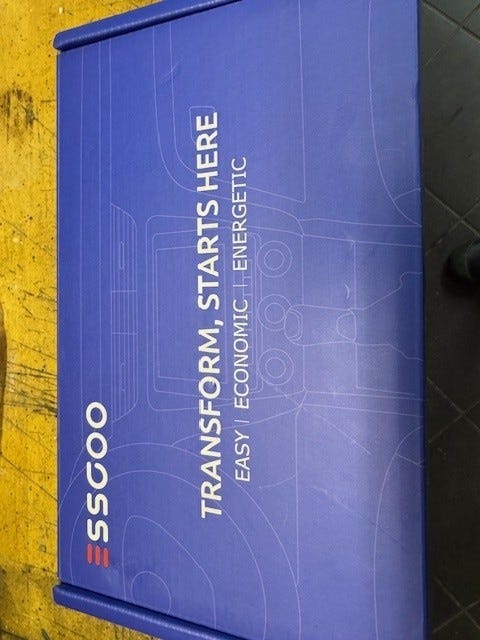 ESSGOO
TRANSFORM, STARTS HERE
EASY | ECONOMIC | ENERGETIC